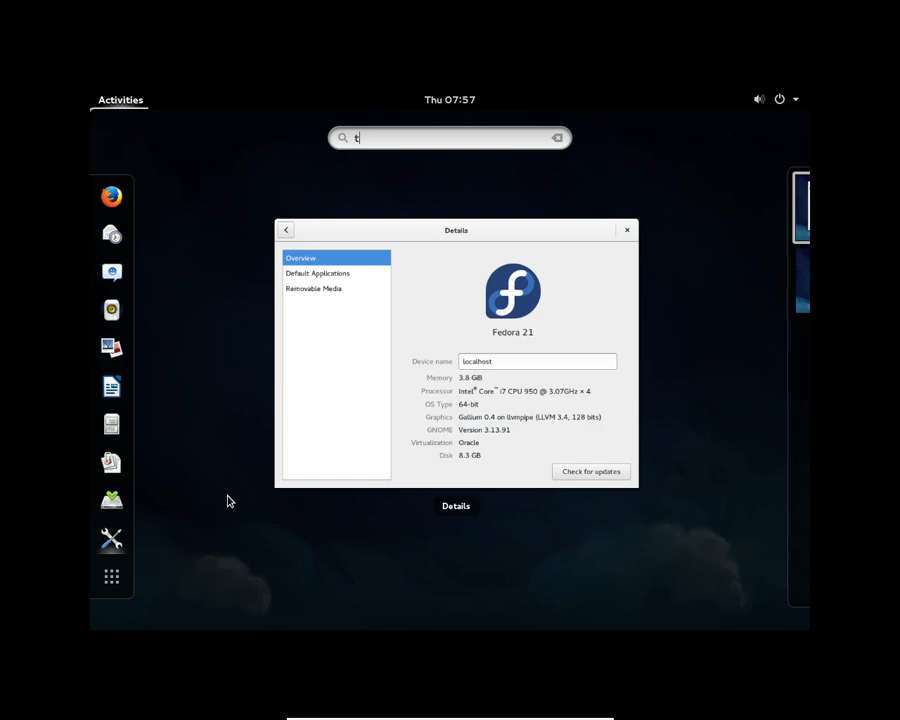 Activities
Thu 07:57
t
Details
Overview
Default Applications
Removable Media
Fedora 21
Device name localhost
Memory 3.8 GiB
Processor Intel® Core™ i7 CPU 950 @ 3.07GHz × 4
OS Type 64-bit
Graphics Gallium 0.4 on llvmpipe (LLVM 3.4, 128 bits)
GNOME Version 3.13.91
Virtualization Oracle
Disk 8.3 GB
Check for updates
Details